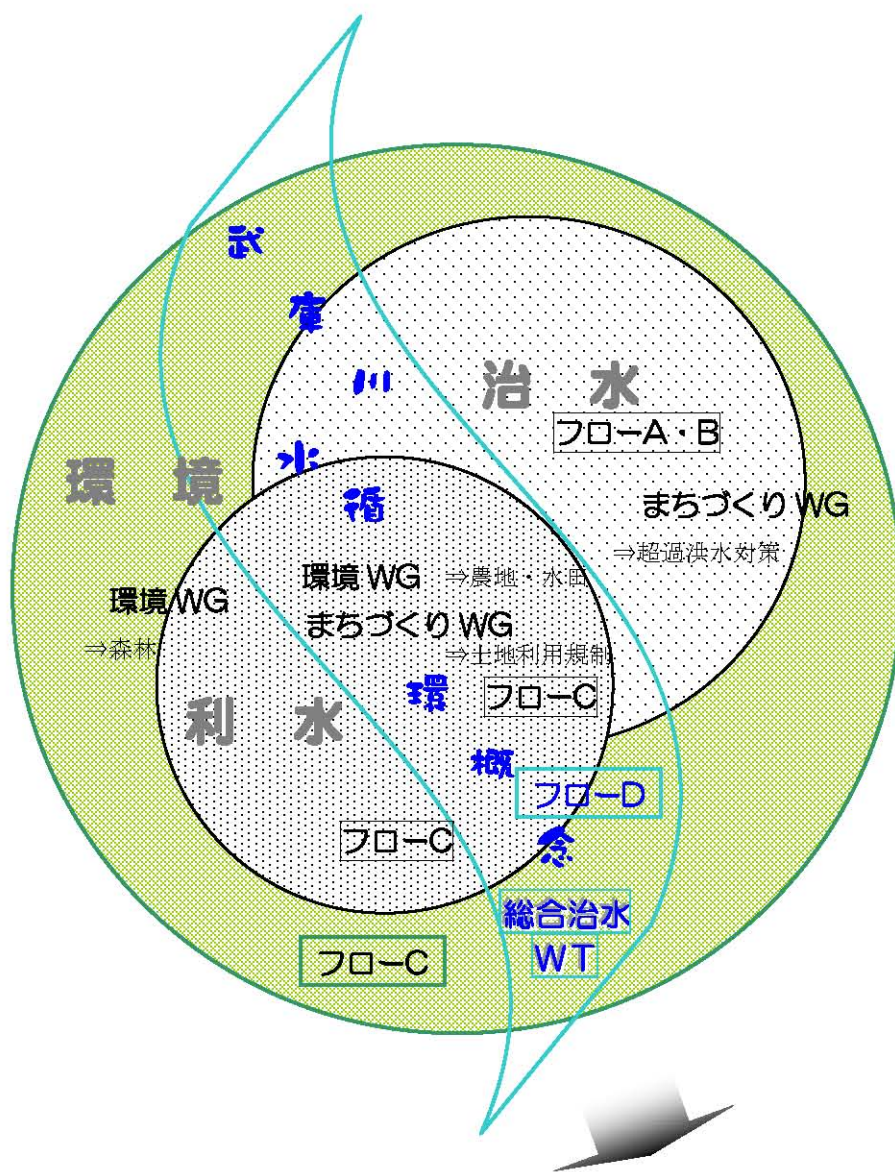 武庫川水循環概念
治水
フローA・B
まちづくりWG
⇒超過洪水対策
環境
環境WG
⇒森林
環境WG ⇒農地・水田
まちづくりWG
⇒土地利用規制
フローC
利水
フローD
フローC
総合治水
WT
フローC